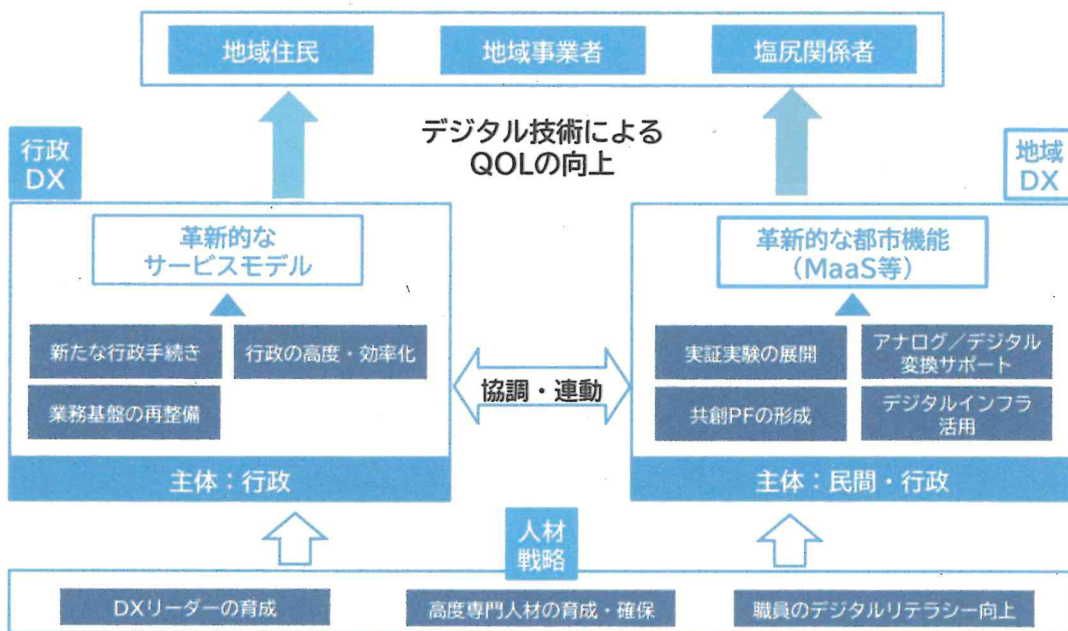 地域住民
地域事業者
塩尻関係者
デジタル技術による
QOLの向上
行政
DX
地域
DX
革新的な
サービスモデル
新たな行政手続き
行政の高度・効率化
業務基盤の再整備
主体：行政
協調・連動
革新的な都市機能
（MaaS等）
実証実験の展開
アナログ／デジタル
変換サポート
共創PFの形成
デジタルインフラ
活用
主体：民間・行政
人材
戦略
DXリーダーの育成
高度専門人材の育成・確保
職員のデジタルリテラシー向上